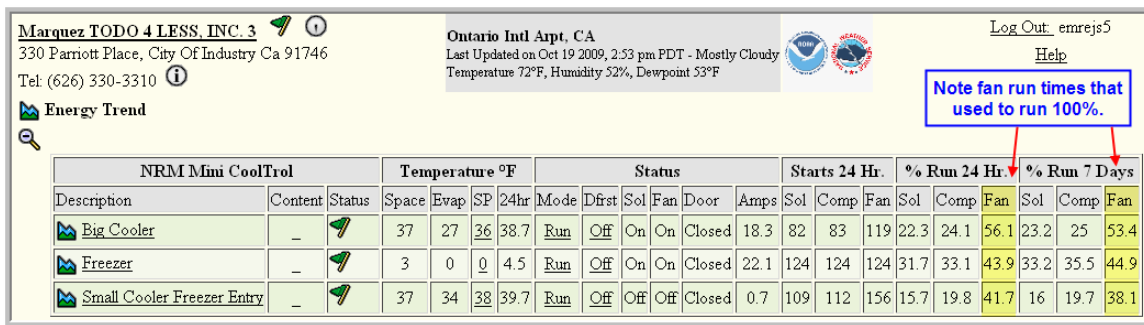 Marquez TODO 4 LESS, INC. 3
330 Parriott Place, City Of Industry Ca 91746
Tel: (626) 330-3310
Energy Trend
Ontario Intl Arpt, CA
Last Updated on Oct 19 2009, 2:53 pm PDT - Mostly Cloudy
Temperature 72°F, Humidity 52%, Dewpoint 53°F
NOAA
Log Out: emrejs5
Help
Note fan run times that
used to run 100%.
NRM Mini CoolTrol Temperature °F Status Starts 24 Hr. % Run 24 Hr. % Run 7 Days
Description Content Status Space Evap SP 24hr Mode Dfrst Sol Fan Door Amps Sol Comp Fan Sol Comp Fan Sol Comp Fan
Big Cooler _ 37 27 36 38.7 Run Off On On Closed 18.3 82 83 119 22.3 24.1 56.1 23.2 25 53.4
Freezer _ 3 0 0 4.5 Run Off On On Closed 22.1 124 124 124 31.7 33.1 43.9 33.2 35.5 44.9
Small Cooler Freezer Entry _ 37 34 38 39.7 Run Off Off Off Closed 0.7 109 112 156 15.7 19.8 41.7 16 19.7 38.1